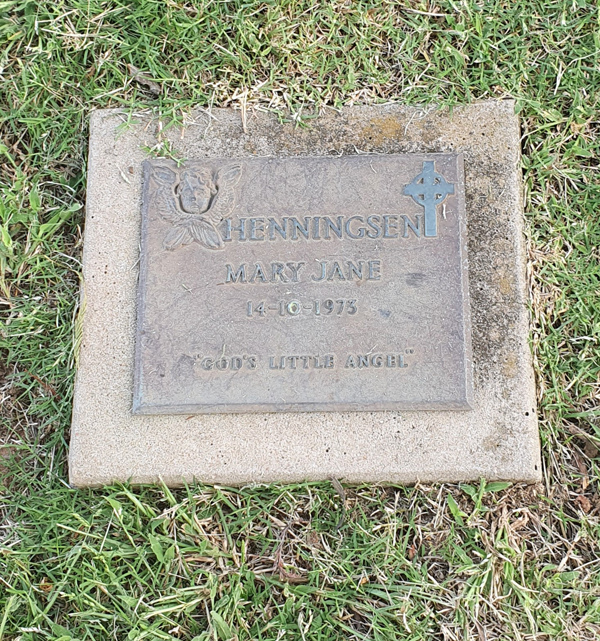 HENNINGSEN
MARY JANE
14-10-1975
"GOD'S LITTLE ANGEL"